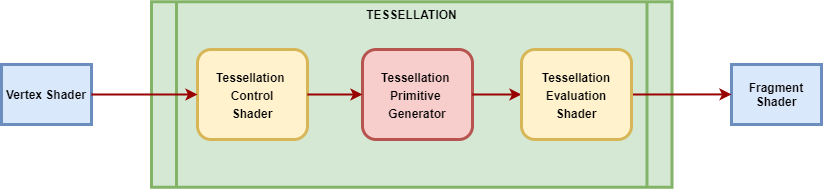 TESSELLATION
Vertex Shader
Tessellation
Control
Shader
Tessellation
Primitive
Generator
Tessellation
Evaluation
Shader
Fragment
Shader